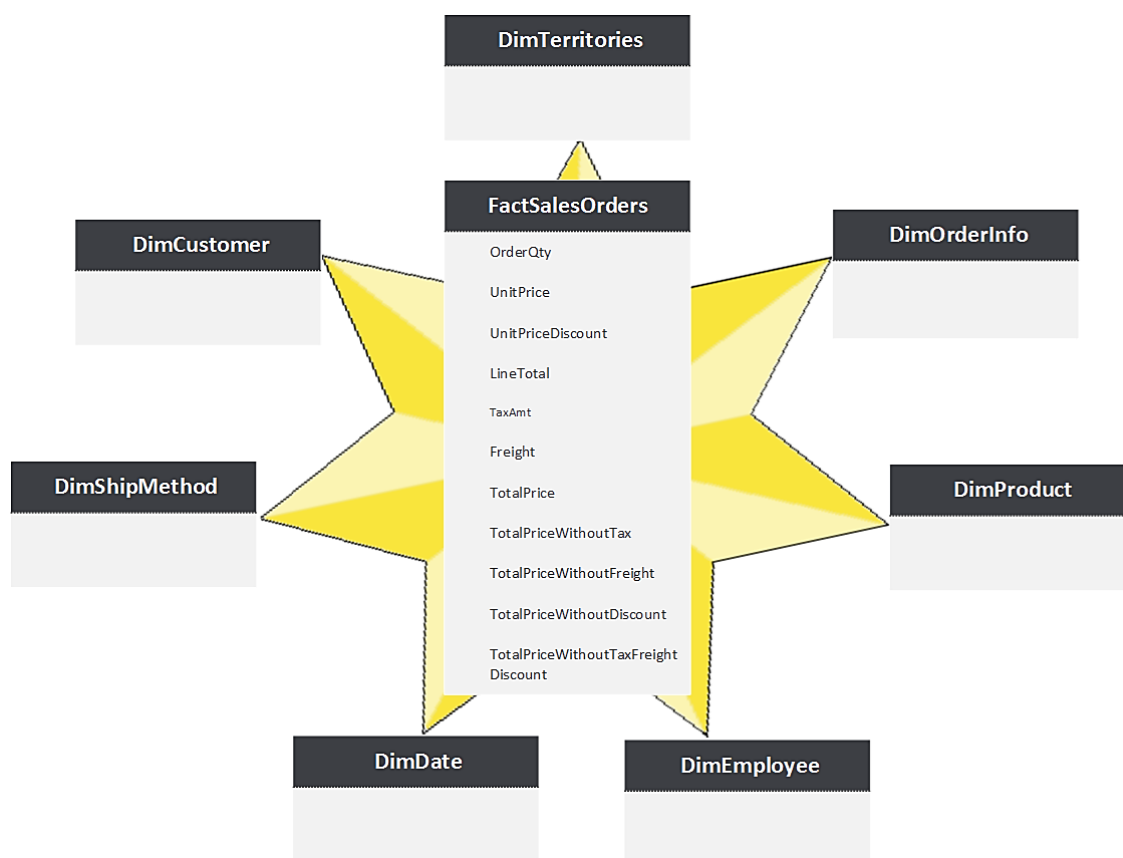 DimTerritories
FactSalesOrders
OrderQty
UnitPrice
UnitPriceDiscount
LineTotal
TaxAmt
Freight
TotalPrice
TotalPriceWithoutTax
TotalPriceWithoutFreight
TotalPriceWithoutDiscount
TotalPriceWithoutTaxFreight
Discount
DimCustomer
DimOrderInfo
DimShipMethod
DimProduct
DimDate
DimEmployee